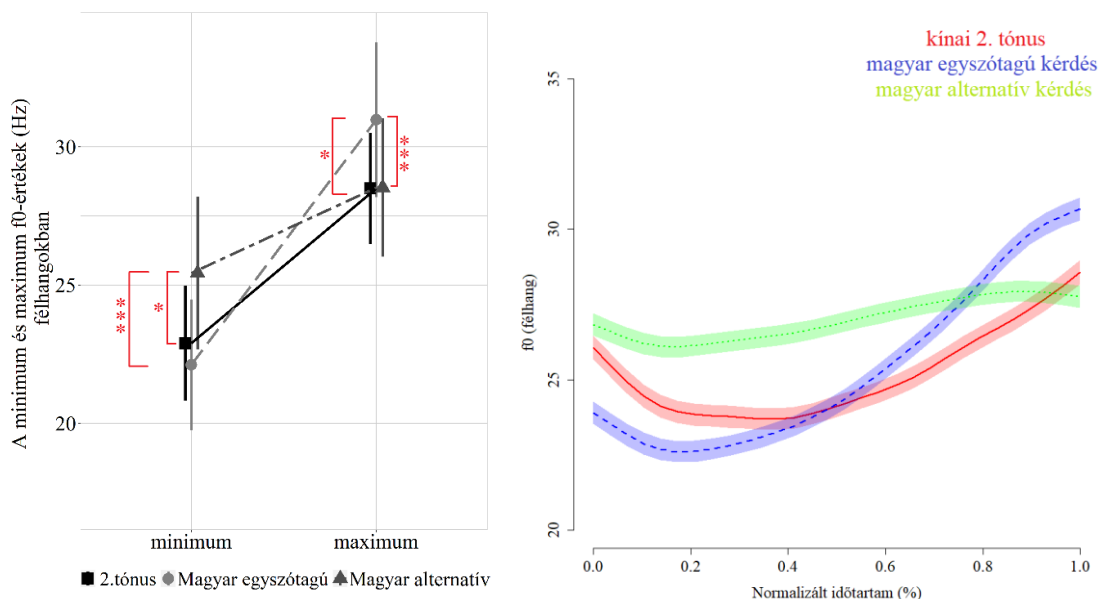 A minimum és maximum f0-értékek (Hz)
félhangokban
30
25
20
***
*
*
***
minimum
maximum
2.tónus
Magyar egyszótagú
Magyar alternatív
kínai 2. tónus
magyar egyszótagú kérdés
magyar alternatív kérdés
f0 (félhang)
35
30
25
20
0.0
0.2
0.4
0.6
0.8
1.0
Normalizált időtartam (%)